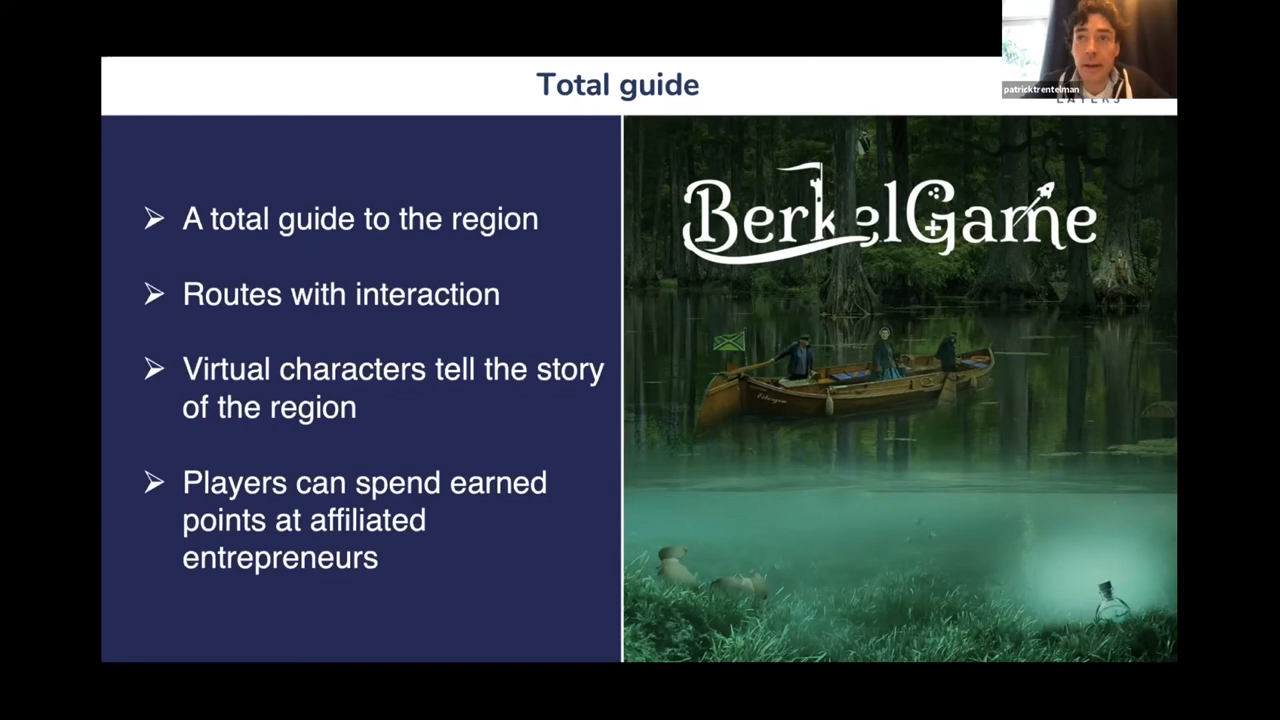 Total guide
patricktrentelman
LAYERS
➢ A total guide to the region
➢ Routes with interaction
➢ Virtual characters tell the story
of the region
➢ Players can spend earned
points at affiliated
entrepreneurs
BerkelGame